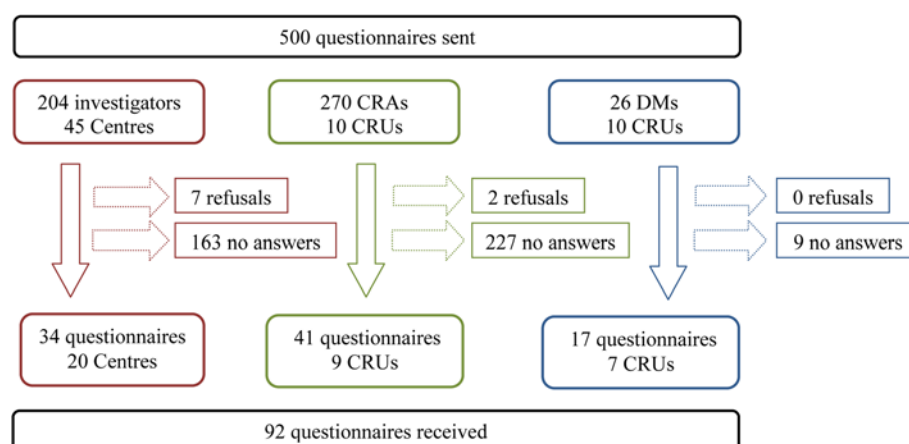 500 questionnaires sent
204 investigators
45 Centres
270 CRAs
10 CRUs
26 DMs
10 CRUs
7 refusals
2 refusals
0 refusals
163 no answers
227 no answers
9 no answers
34 questionnaires
20 Centres
41 questionnaires
9 CRUs
17 questionnaires
7 CRUs
92 questionnaires received